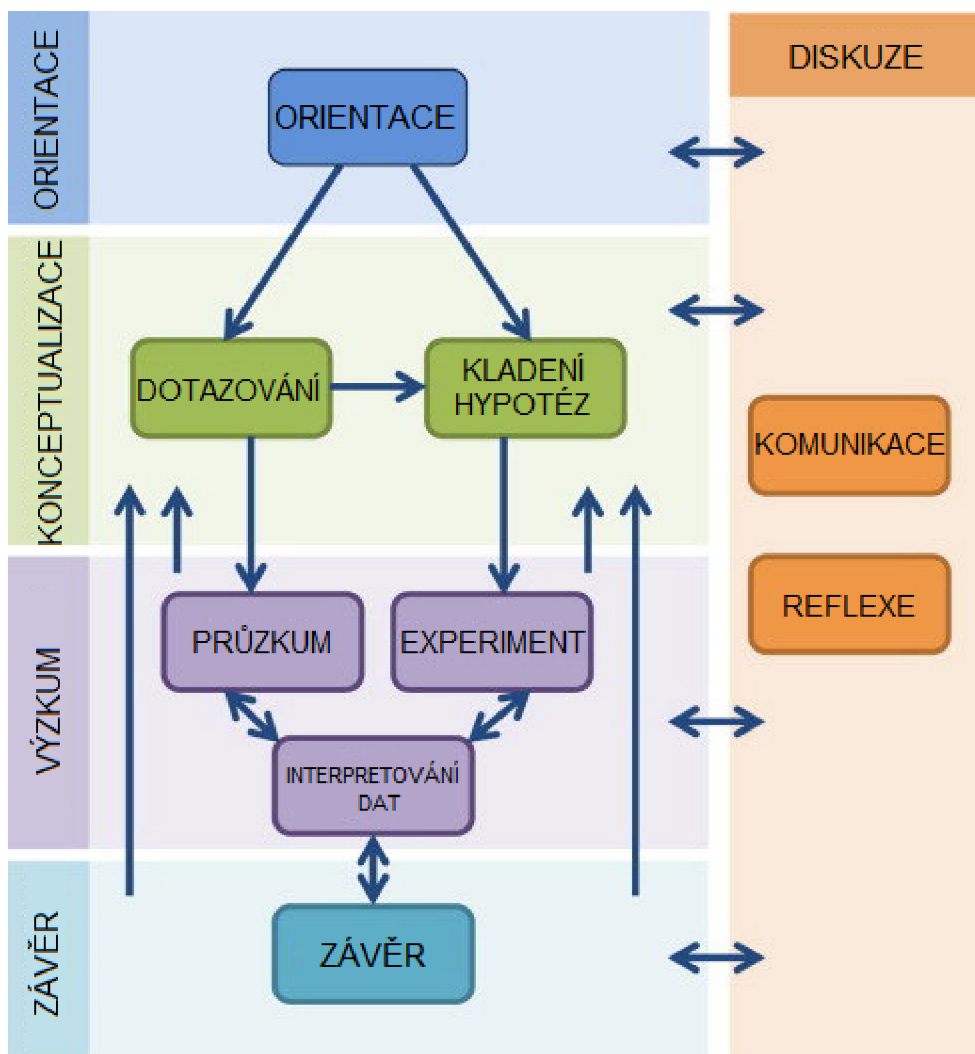 ORIENTACE
ORIENTACE
KONCEPTUALIZACE
DOTAZOVÁNÍ
KLADENÍ
HYPOTÉZ
VÝZKUM
PRŮZKUM
EXPERIMENT
INTERPRETOVÁNÍ
DAT
ZÁVĚR
ZÁVĚR
DISKUZE
KOMUNIKACE
REFLEXE